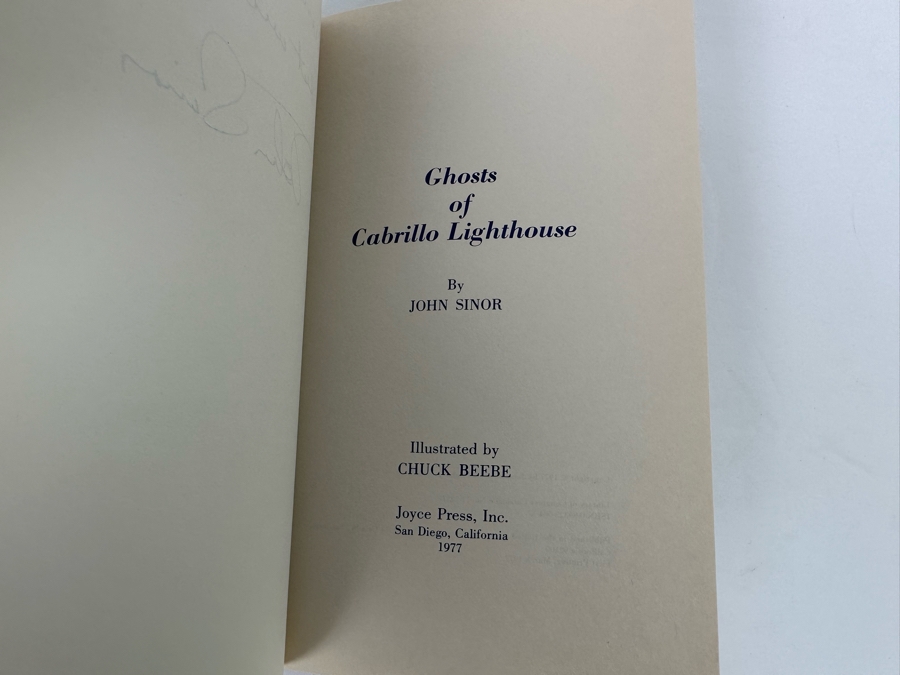 Ghosts
of
Cabrillo Lighthouse
By
JOHN SINOR
Illustrated by
CHUCK BEEBE
Joyce Press, Inc.
San Diego, California
1977